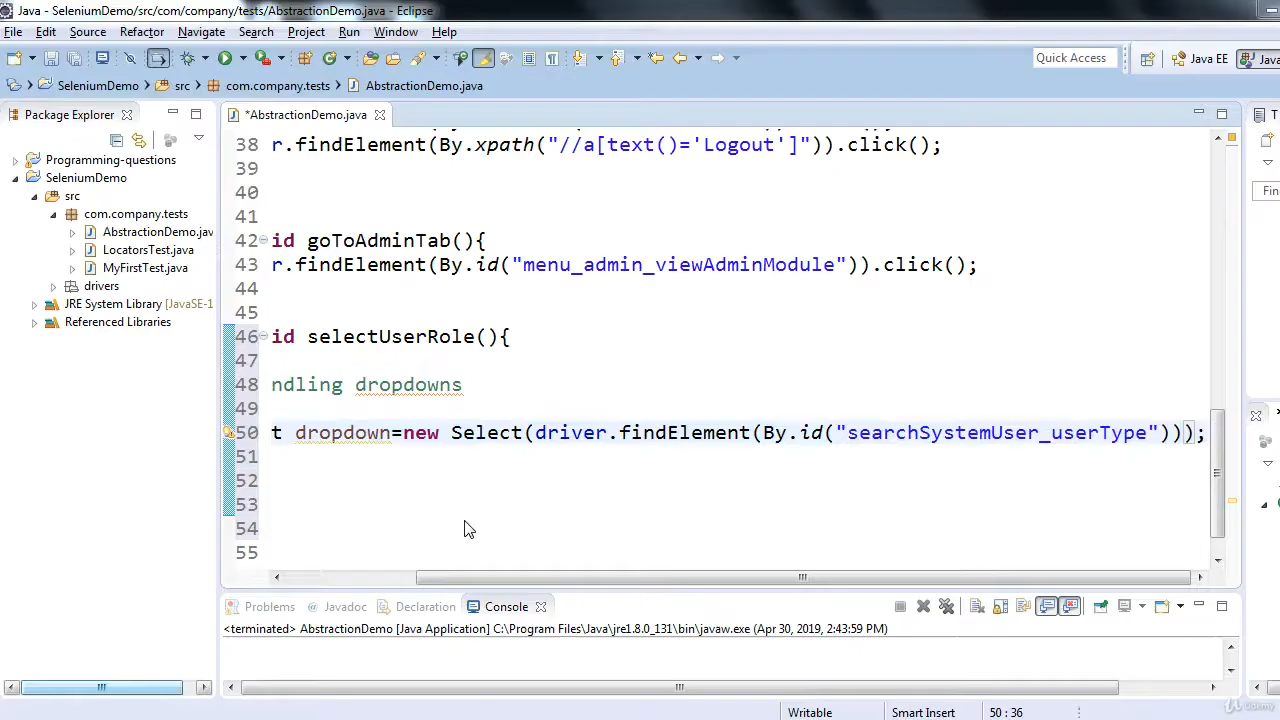 Java - SeleniumDemo/src/com/company/tests/AbstractionDemo.java - Eclipse
File Edit Source Refactor Navigate Search Project Run Window Help
Quick Access
Java EE
Java
SeleniumDemo src com.company.tests AbstractionDemo.java
Package Explorer
*AbstractionDemo.java
Programming-questions
SeleniumDemo
src
com.company.tests
AbstractionDemo.jav
LocatorsTest.java
MyFirstTest.java
drivers
JRE System Library [JavaSE-1
Referenced Libraries
38 r.findElement(By.xpath("//a[text()='Logout']")).click();
39
40
41
42 id goToAdminTab(){
43 r.findElement(By.id("menu_admin_viewAdminModule")).click();
44
45
46 id selectUserRole(){
47
48 ndling dropdowns
49
50 t dropdown=new Select(driver.findElement(By.id("searchSystemUser_userType")));
51
52
53
54
55
T
Fin
Problems Javadoc Declaration Console
<terminated> AbstractionDemo [Java Application] C:\Program Files\Java\jre1.8.0_131\bin\javaw.exe (Apr 30, 2019, 2:43:59 PM)
Writable Smart Insert 50 : 36
Udemy